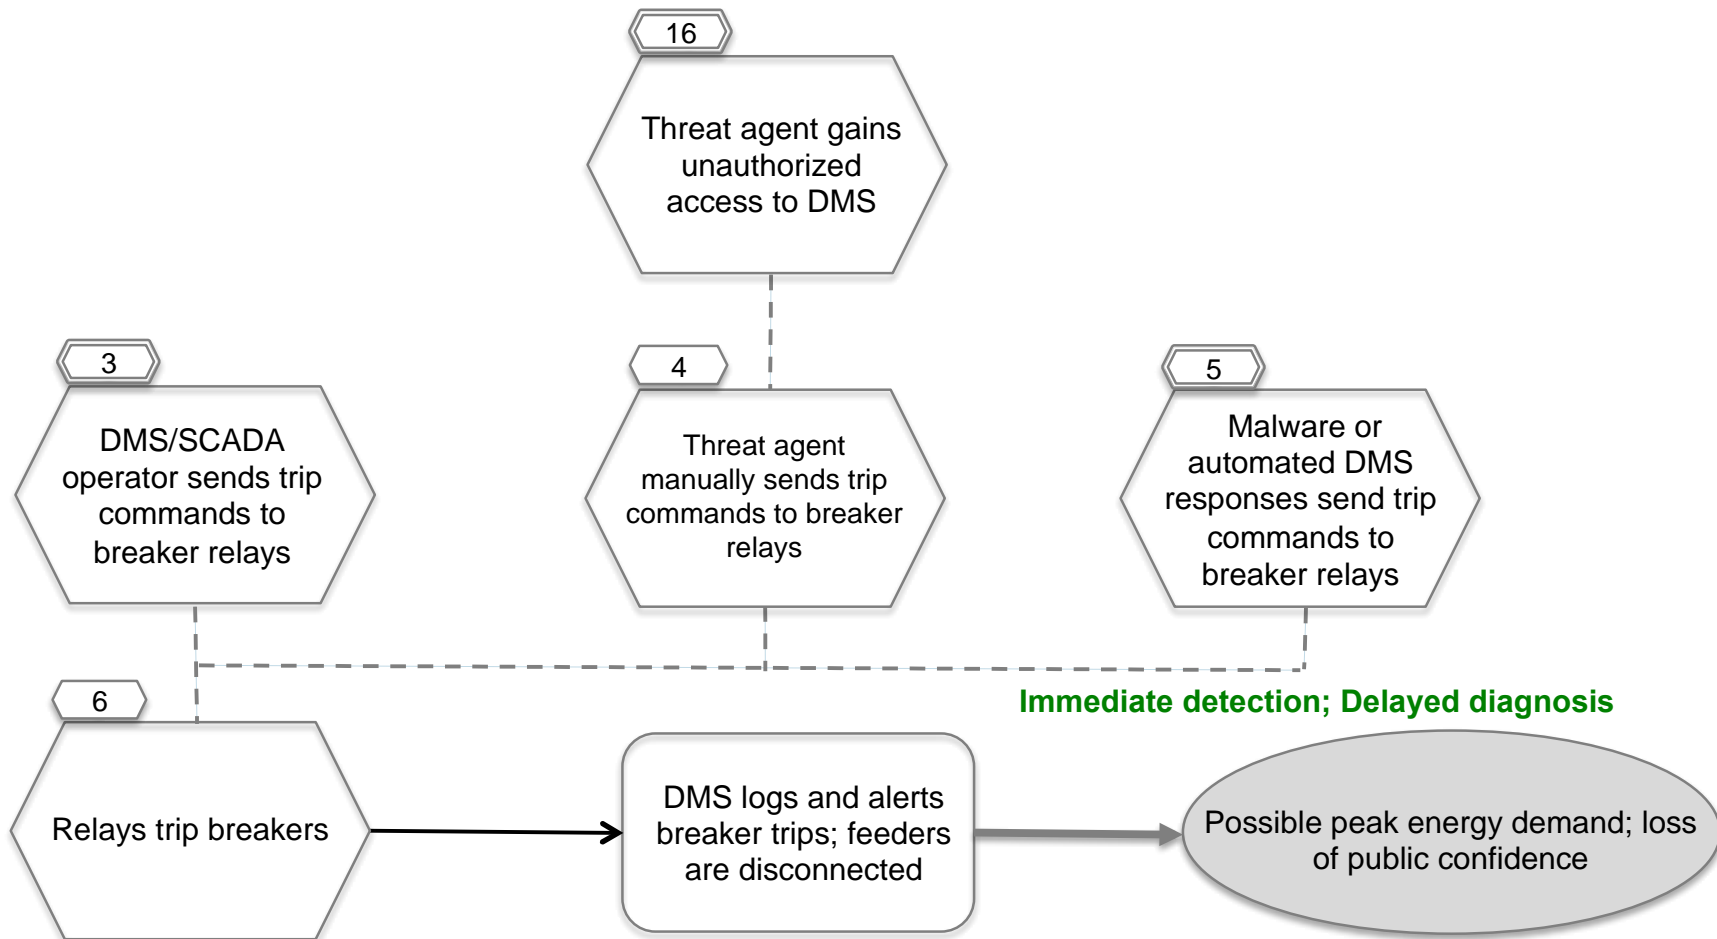 16
Threat agent gains
unauthorized
access to DMS
3
DMS/SCADA
operator sends trip
commands to
breaker relays
4
Threat agent
manually sends trip
commands to breaker
relays
5
Malware or
automated DMS
responses send trip
commands to
breaker relays
6
Relays trip breakers
DMS logs and alerts
breaker trips; feeders
are disconnected
Immediate detection; Delayed diagnosis
Possible peak energy demand; loss
of public confidence